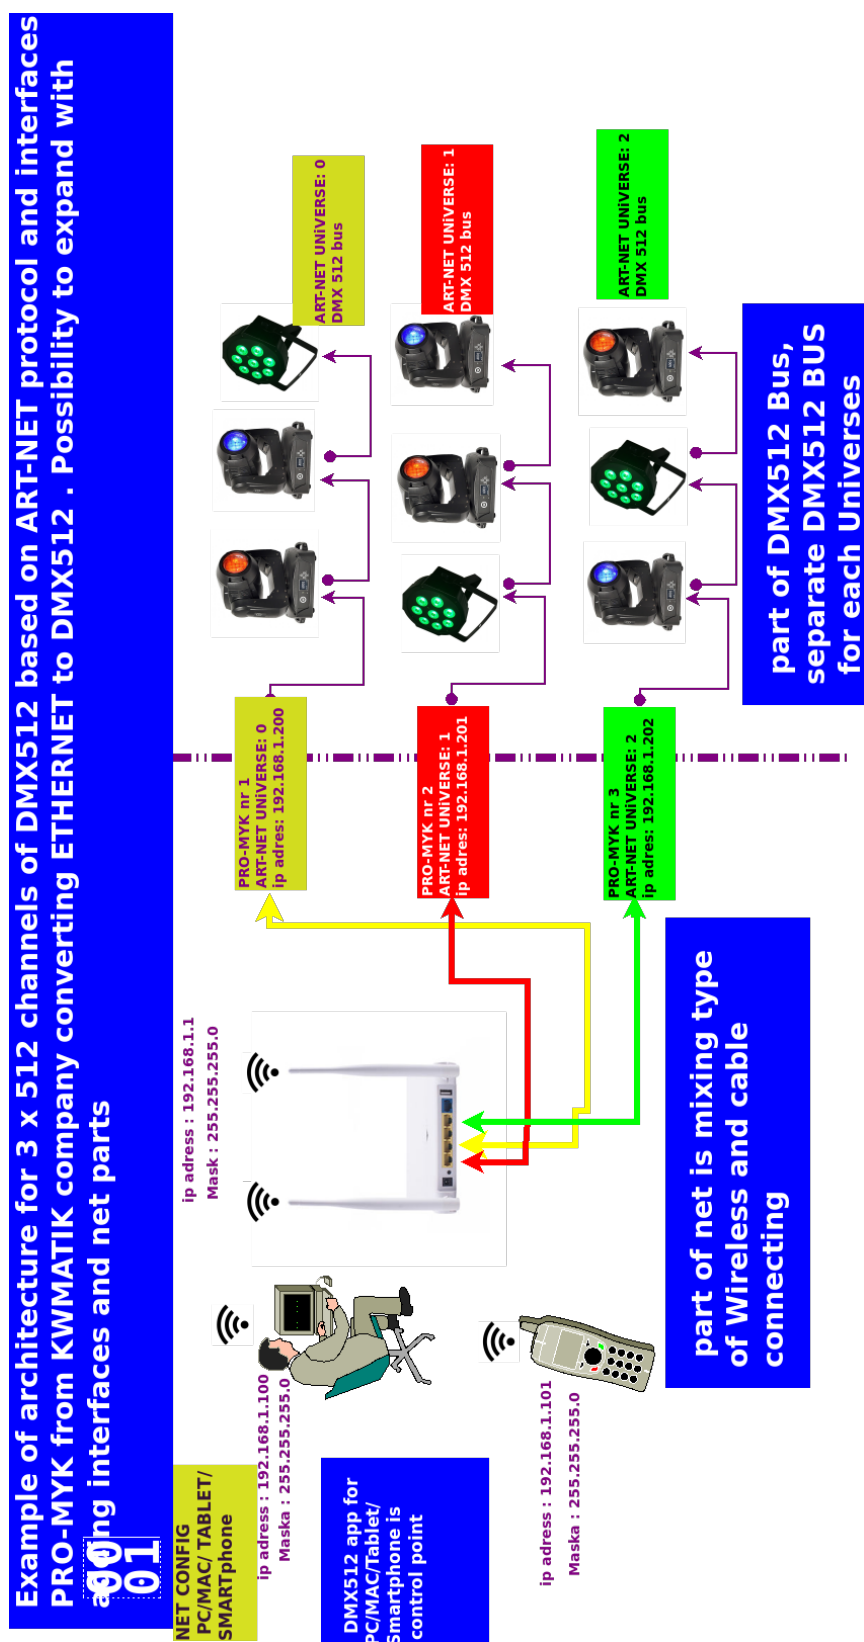 Example of architecture for 3 x 512 channels of DMX512 based on ART-NET protocol and interfaces
PRO-MYK from KWMATIK company converting ETHERNET to DMX512 . Possibility to expand with
adding interfaces and net parts
00
01
NET CONFIG
PC/MAC/ TABLET/
SMARTphone
ip adress : 192.168.1.100
Maska : 255.255.255.0
DMX512 app for
PC/MAC/Tablet/
Smartphone is
control point
ip adress : 192.168.1.101
Maska : 255.255.255.0
ip adress : 192.168.1.1
Mask : 255.255.255.0
part of net is mixing type
of Wireless and cable
connecting
PRO-MYK nr 1
ART-NET UNiVERSE: 0
ip adres: 192.168.1.200
PRO-MYK nr 2
ART-NET UNiVERSE: 1
ip adres: 192.168.1.201
PRO-MYK nr 3
ART-NET UNiVERSE: 2
ip adres: 192.168.1.202
ART-NET UNiVERSE: 0
DMX 512 bus
ART-NET UNiVERSE: 1
DMX 512 bus
ART-NET UNiVERSE: 2
DMX 512 bus
part of DMX512 Bus,
separate DMX512 BUS
for each Universes